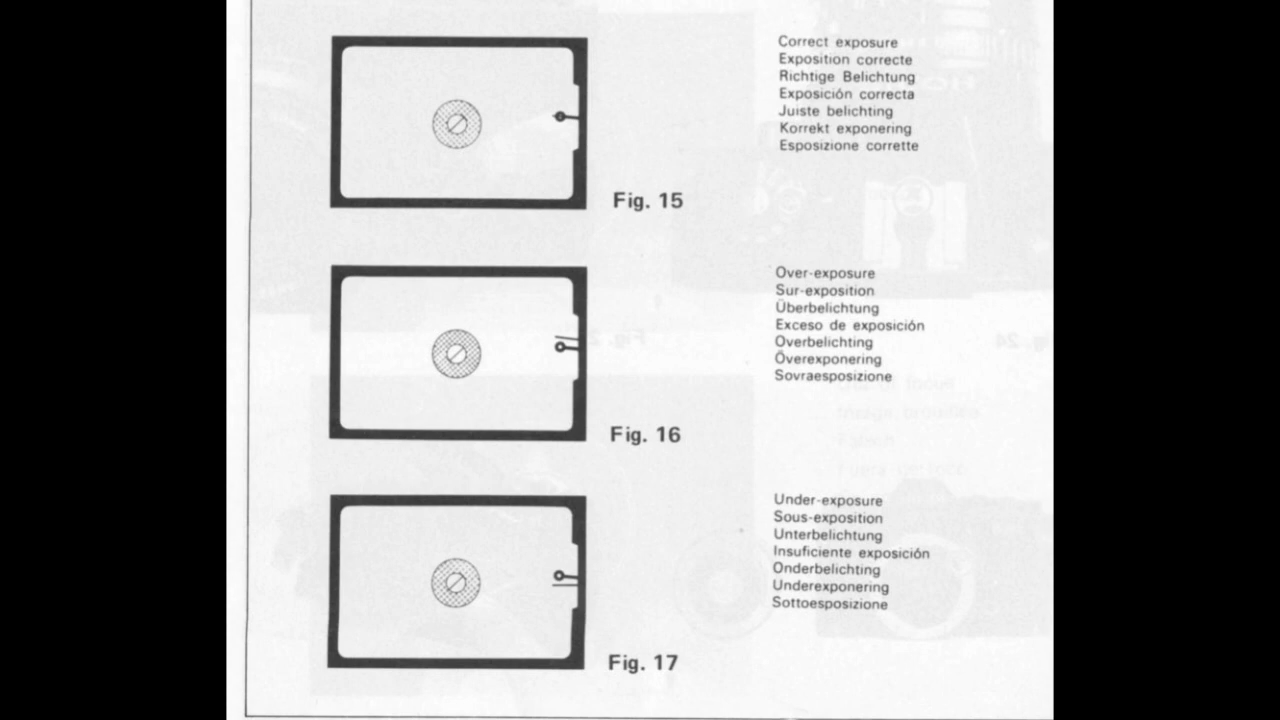 Correct exposure
Exposition correcte
Richtige Belichtung
Exposición correcta
Juiste belichting
Korrekt exponering
Esposizione corrette
Fig. 15
Over-exposure
Sur-exposition
Überbelichtung
Exceso de exposición
Overbelichting
Överexponering
Sovraesposizione
Fig. 16
Under-exposure
Sous-exposition
Unterbelichtung
Insuficiente exposición
Onderbelichting
Underexponering
Sottoesposizione
Fig. 17